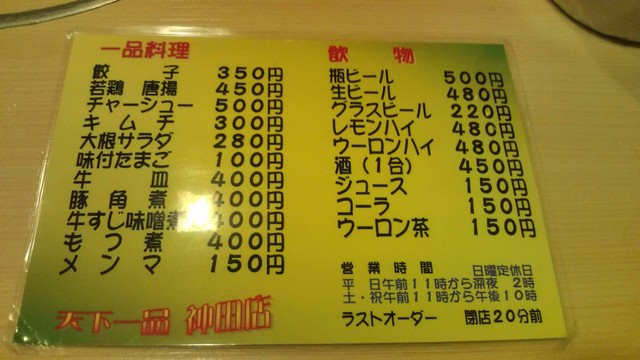 一品料理
餃子 350円
若鶏 唐揚 450円
チャーシュー 500円
キムチ 300円
大根サラダ 280円
味付たまご 100円
牛皿 400円
豚角煮 400円
牛すじ味噌煮 400円
もつ煮 400円
メンマ 150円
天下一品 神田店
飲物
瓶ビール 500円
生ビール 480円
グラスビール 220円
レモンハイ 480円
ウーロンハイ 480円
酒(1合) 450円
ジュース 150円
コーラ 150円
ウーロン茶 150円
営業時間 日曜定休日
平 日午前11時から深夜 2時
土・祝午前11時から午後10時
ラストオーダー 閉店20分前